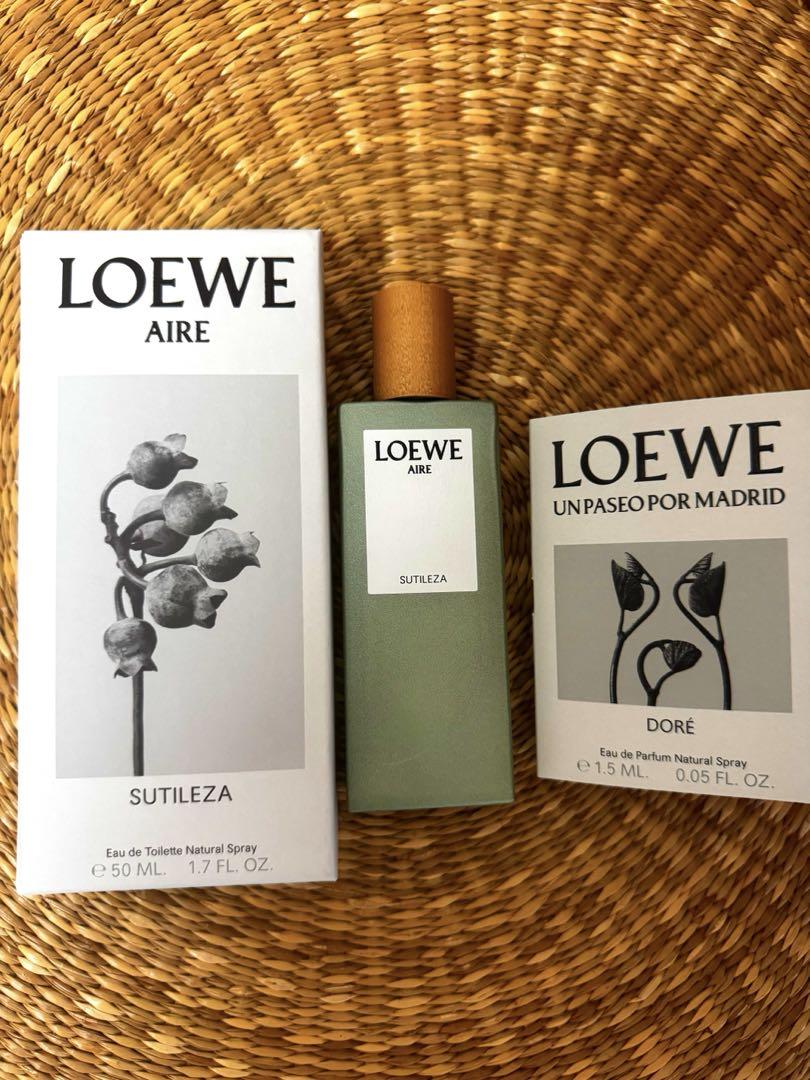 LOEWE
AIRE
SUTILEZA
Eau de Toilette Natural Spray
℮ 50 ML. 1.7 FL. OZ.
LOEWE
AIRE
SUTILEZA
LOEWE
UN PASEO POR MADRID
DORÉ
Eau de Parfum Natural Spray
℮ 1.5 ML. 0.05 FL. OZ.